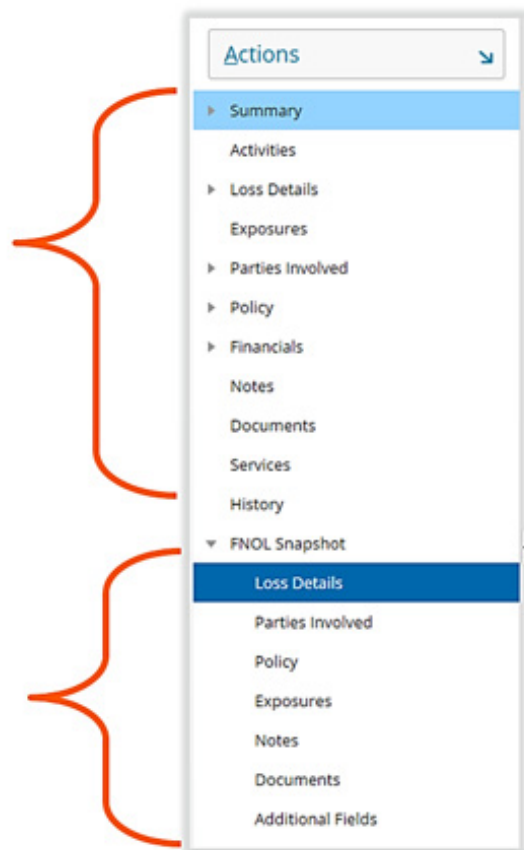 Actions
Summary
Activities
Loss Details
Exposures
Parties Involved
Policy
Financials
Notes
Documents
Services
History
FNOL Snapshot
Loss Details
Parties Involved
Policy
Exposures
Notes
Documents
Additional Fields